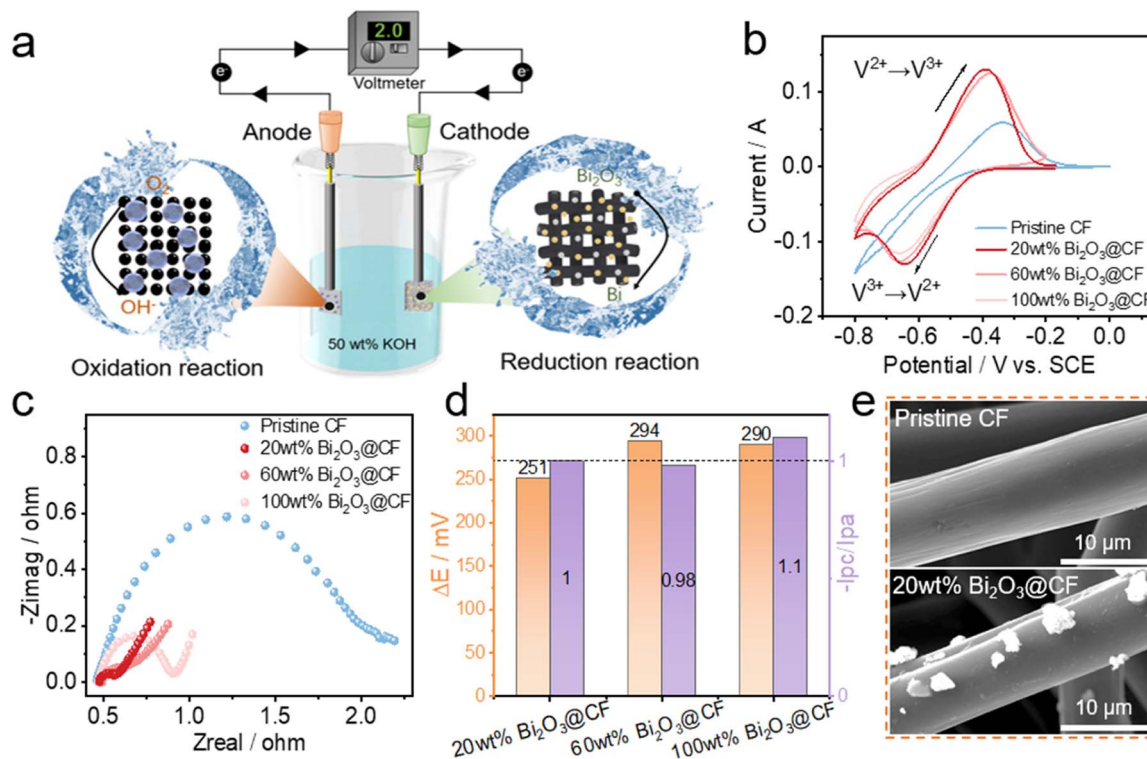 a
2.0
Voltmeter
e⁻
e⁻
Anode
Cathode
O₂
OH⁻
Bi₂O₃
Bi
50 wt% KOH
Oxidation reaction
Reduction reaction
b
V²⁺→V³⁺
V³⁺→V²⁺
Pristine CF
20wt% Bi₂O₃@CF
60wt% Bi₂O₃@CF
100wt% Bi₂O₃@CF
0.1
0.0
-0.1
-0.2
Current / A
-0.8
-0.6
-0.4
-0.2
0.0
Potential / V vs. SCE
c
Pristine CF
20wt% Bi₂O₃@CF
60wt% Bi₂O₃@CF
100wt% Bi₂O₃@CF
0.8
0.6
0.4
0.2
0.0
-Zimag / ohm
0.5
1.0
1.5
2.0
Zreal / ohm
d
300
250
200
150
100
50
0
ΔE / mV
251
294
290
1
0.98
1.1
1
0
-Ipc/Ipa
20wt% Bi₂O₃@CF
60wt% Bi₂O₃@CF
100wt% Bi₂O₃@CF
e
Pristine CF
10 μm
20wt% Bi₂O₃@CF
10 μm